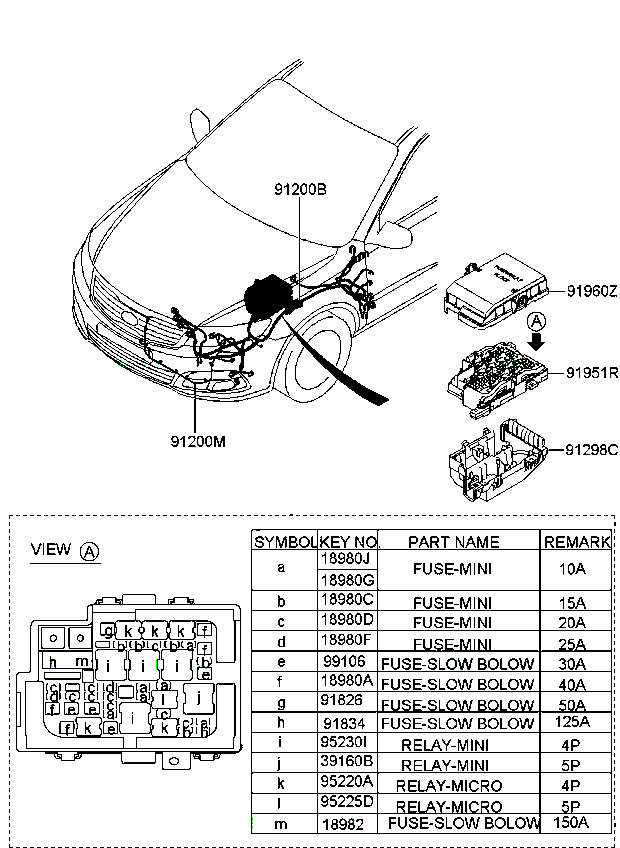 91200B
91960Z
A
91951R
91298C
91200M
VIEW A
SYMBOL KEY NO. PART NAME REMARK
a 18980J 18980G FUSE-MINI 10A
b 18980C FUSE-MINI 15A
c 18980D FUSE-MINI 20A
d 18980F FUSE-MINI 25A
e 99106 FUSE-SLOW BOLOW 30A
f 18980A FUSE-SLOW BOLOW 40A
g 91826 FUSE-SLOW BOLOW 50A
h 91834 FUSE-SLOW BOLOW 125A
i 95230I RELAY-MINI 4P
j 39160B RELAY-MINI 5P
k 95220A RELAY-MICRO 4P
l 95225D RELAY-MICRO 5P
m 18982 FUSE-SLOW BOLOW 150A
g k k k f
h m i i i
j
l
i
f e
k e